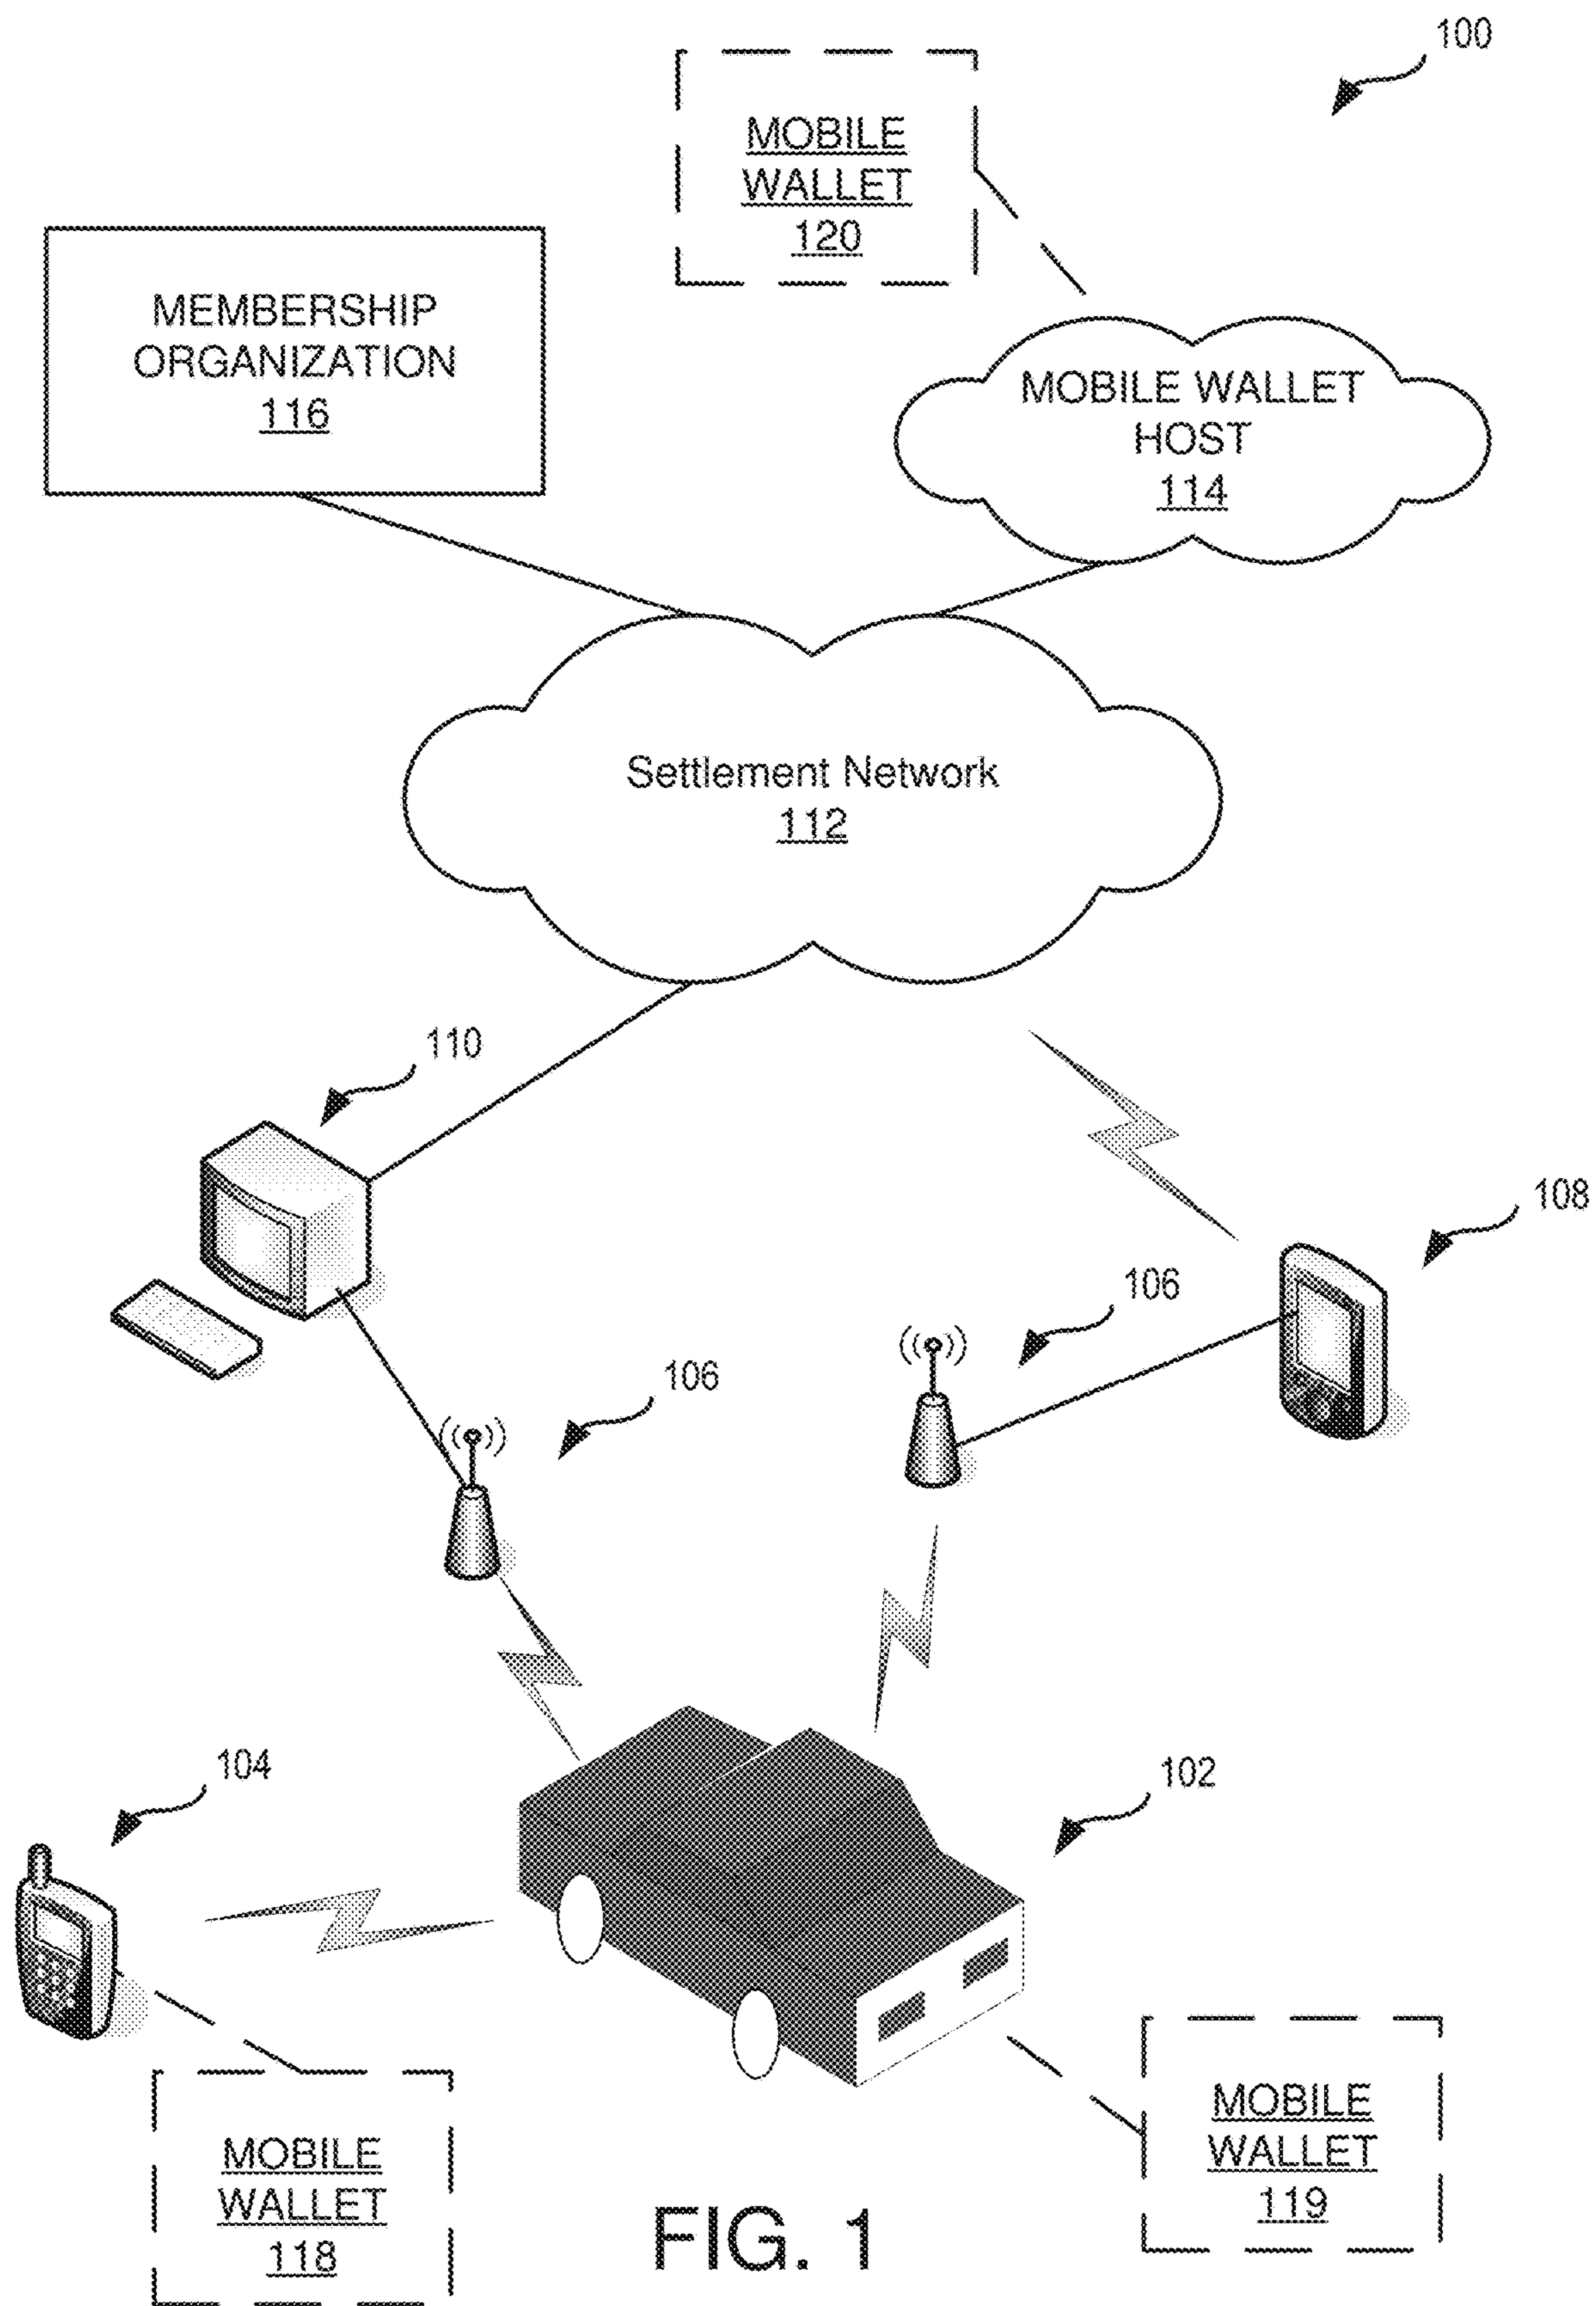 100
MOBILE
WALLET
120
MEMBERSHIP
ORGANIZATION
116
MOBILE WALLET
HOST
114
Settlement Network
112
110
108
106
106
104
102
MOBILE
WALLET
119
MOBILE
WALLET
118
FIG. 1